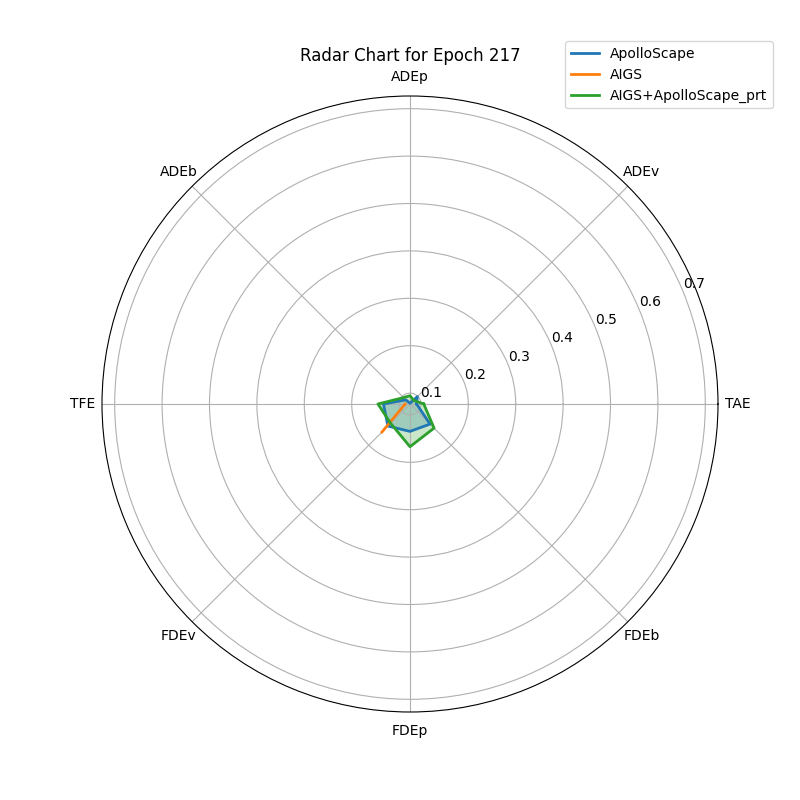 Radar Chart for Epoch 217
ApolloScape
AIGS
AIGS+ApolloScape_prt
ADEp
ADEb
ADEv
0.7
0.6
0.5
0.4
0.3
0.2
0.1
TFE
TAE
FDEv
FDEb
FDEp